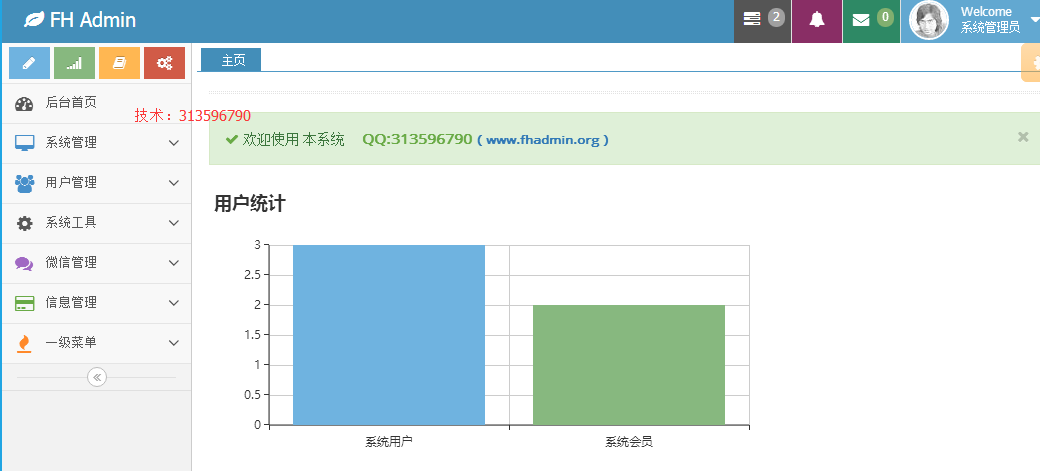 FH Admin
2
8
Welcome
系统管理员
主页
后台首页
技术：313596790
系统管理
用户管理
系统工具
微信管理
信息管理
一级菜单
欢迎使用 本系统 QQ:313596790 ( www.fhadmin.org )
×
用户统计
3
2.5
2
1.5
1
0.5
0
系统用户
系统会员